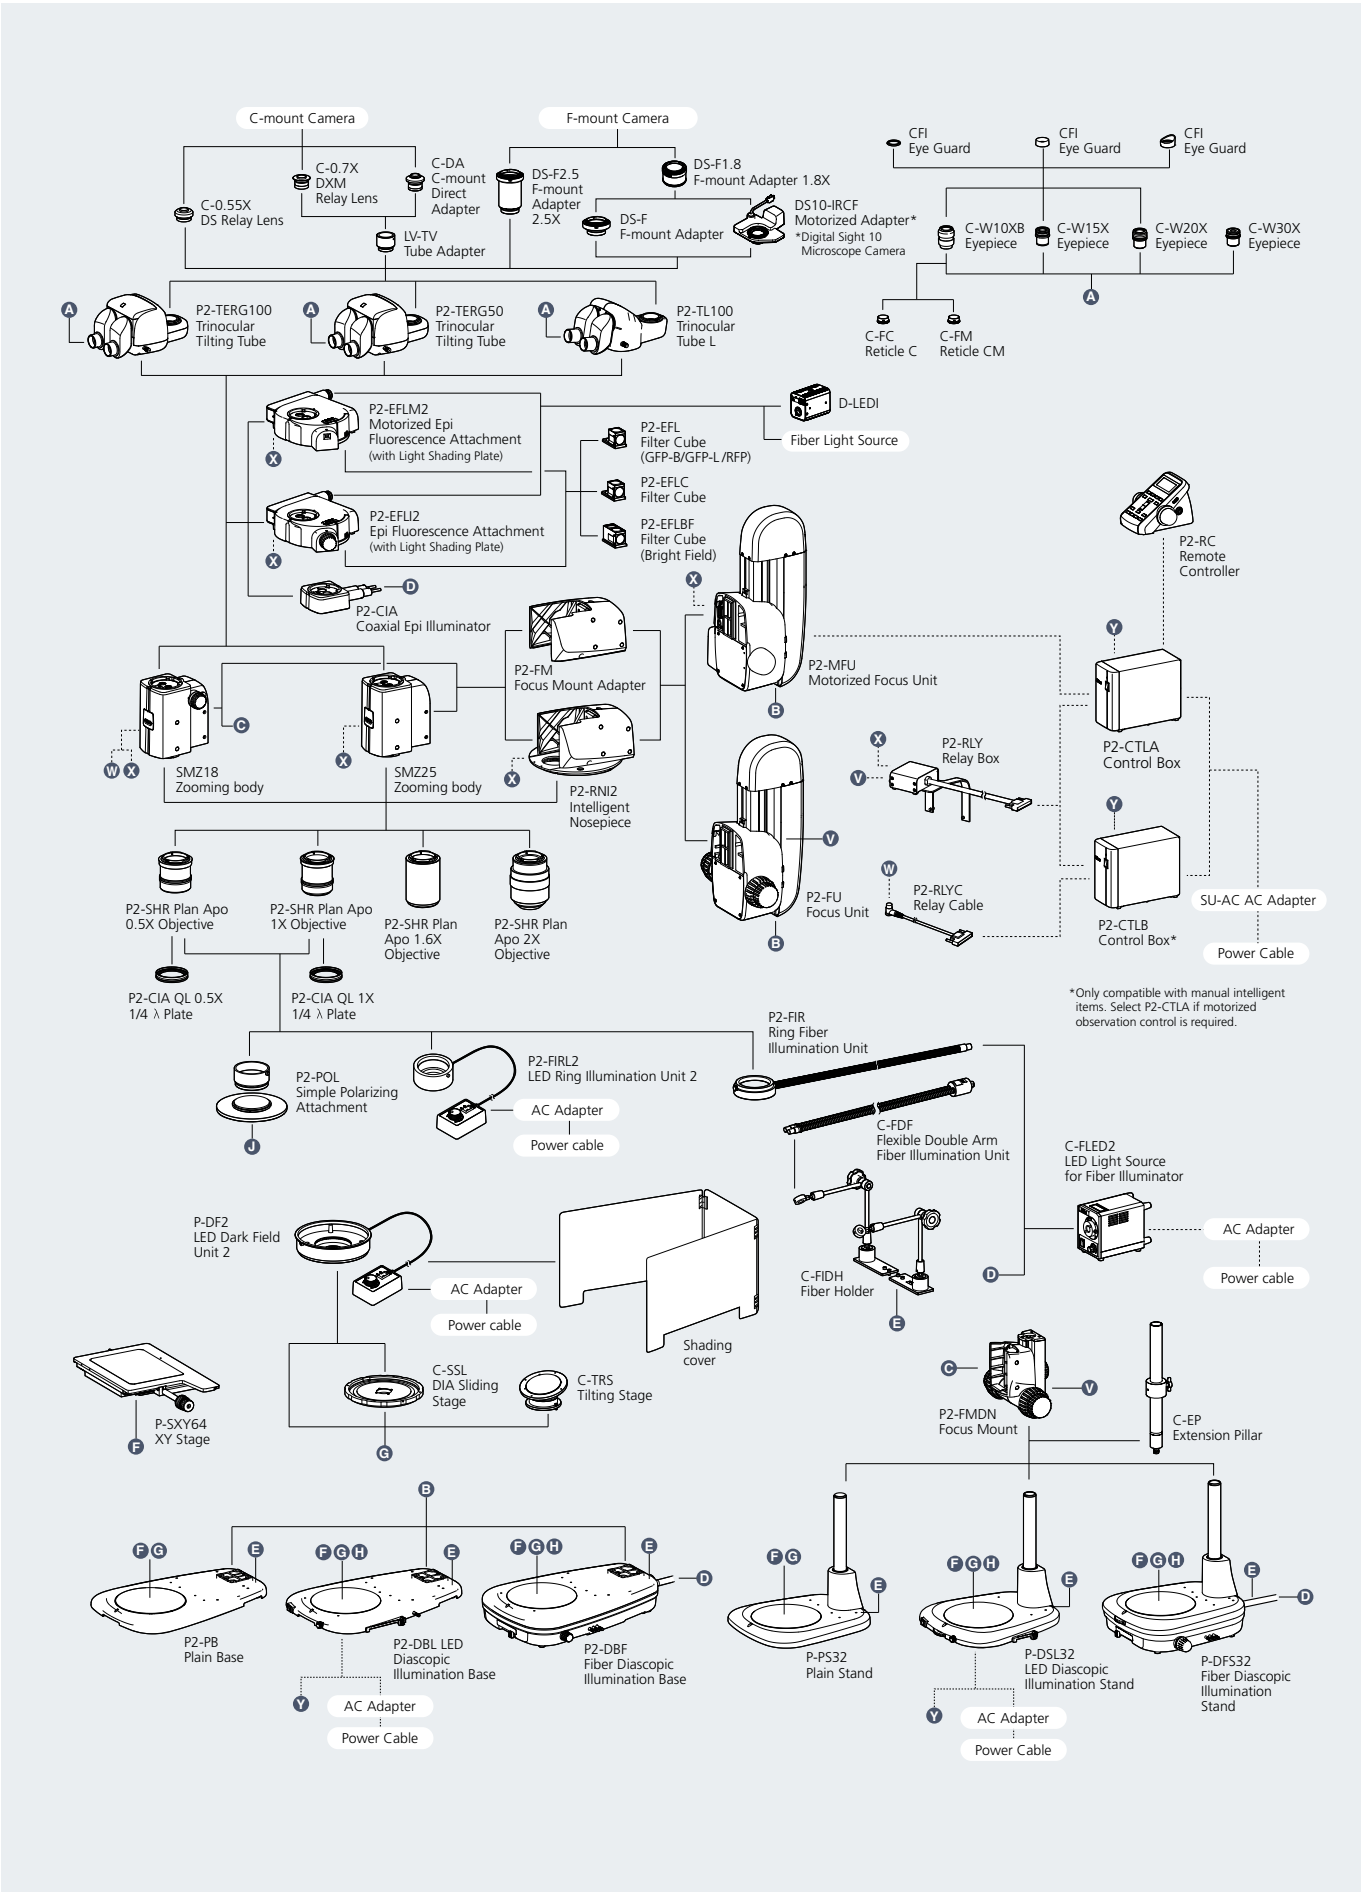 C-mount Camera
F-mount Camera
CFI
Eye Guard
CFI
Eye Guard
CFI
Eye Guard
C-0.55X
DS Relay Lens
C-0.7X
DXM
Relay Lens
C-DA
C-mount
Direct
Adapter
LV-TV
Tube Adapter
DS-F2.5
F-mount
Adapter
2.5X
DS-F1.8
F-mount Adapter 1.8X
DS-F
F-mount Adapter
DS10-IRCF
Motorized Adapter*
*Digital Sight 10
Microscope Camera
C-W10XB
Eyepiece
C-W15X
Eyepiece
C-W20X
Eyepiece
C-W30X
Eyepiece
A
C-FC
Reticle C
C-FM
Reticle CM
A
P2-TERG100
Trinocular
Tilting Tube
A
P2-TERG50
Trinocular
Tilting Tube
A
P2-TL100
Trinocular
Tube L
P2-EFLM2
Motorized Epi
Fluorescence Attachment
(with Light Shading Plate)
X
D-LEDI
Fiber Light Source
P2-EFL
Filter Cube
(GFP-B/GFP-L/RFP)
P2-EFLC
Filter Cube
P2-EFLBF
Filter Cube
(Bright Field)
P2-EFLI2
Epi Fluorescence Attachment
(with Light Shading Plate)
X
D
P2-CIA
Coaxial Epi Illuminator
P2-RC
Remote
Controller
X
P2-FM
Focus Mount Adapter
P2-MFU
Motorized Focus Unit
B
Y
P2-CTLA
Control Box
C
W X
SMZ18
Zooming body
X
SMZ25
Zooming body
X
P2-RNI2
Intelligent
Nosepiece
X
V
P2-RLY
Relay Box
V
P2-FU
Focus Unit
B
W
P2-RLYC
Relay Cable
Y
P2-CTLB
Control Box*
SU-AC AC Adapter
Power Cable
*Only compatible with manual intelligent
items. Select P2-CTLA if motorized
observation control is required.
P2-SHR Plan Apo
0.5X Objective
P2-SHR Plan Apo
1X Objective
P2-SHR Plan
Apo 1.6X
Objective
P2-SHR Plan
Apo 2X
Objective
P2-CIA QL 0.5X
1/4 λ Plate
P2-CIA QL 1X
1/4 λ Plate
P2-POL
Simple Polarizing
Attachment
J
P2-FIRL2
LED Ring Illumination Unit 2
AC Adapter
Power cable
P2-FIR
Ring Fiber
Illumination Unit
C-FDF
Flexible Double Arm
Fiber Illumination Unit
C-FLED2
LED Light Source
for Fiber Illuminator
AC Adapter
Power cable
D
C-FIDH
Fiber Holder
E
P-DF2
LED Dark Field
Unit 2
AC Adapter
Power cable
Shading
cover
P-SXY64
XY Stage
F
C-SSL
DIA Sliding
Stage
C-TRS
Tilting Stage
G
C
V
P2-FMDN
Focus Mount
C-EP
Extension Pillar
B
F G
E
P2-PB
Plain Base
F G H
E
P2-DBL LED
Diascopic
Illumination Base
Y
AC Adapter
Power Cable
F G H
E
D
P2-DBF
Fiber Diascopic
Illumination Base
F G
E
P-PS32
Plain Stand
F G H
E
P-DSL32
LED Diascopic
Illumination Stand
Y
AC Adapter
Power Cable
F G H
E
D
P-DFS32
Fiber Diascopic
Illumination
Stand